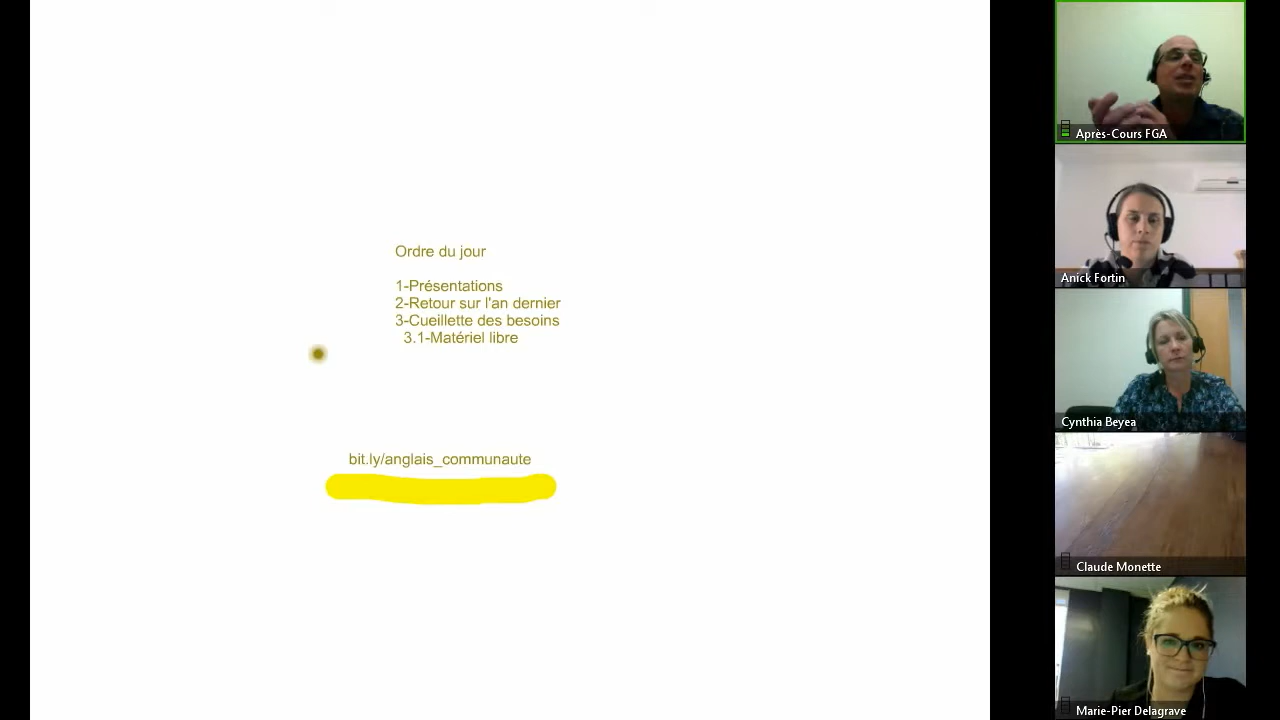 Ordre du jour
1-Présentations
2-Retour sur l'an dernier
3-Cueillette des besoins
3.1-Matériel libre
bit.ly/anglais_communaute
Après-Cours FGA
Anick Fortin
Cynthia Beyea
Claude Monette
Marie-Pier Delagrave